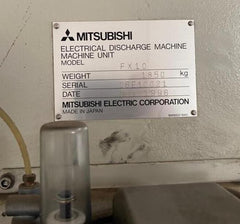 MITSUBISHI
ELECTRICAL DISCHARGE MACHINE
MACHINE UNIT
MODEL FX10
WEIGHT 1850 kg
SERIAL
DATE 1996
MITSUBISHI ELECTRIC CORPORATION
MADE IN JAPAN